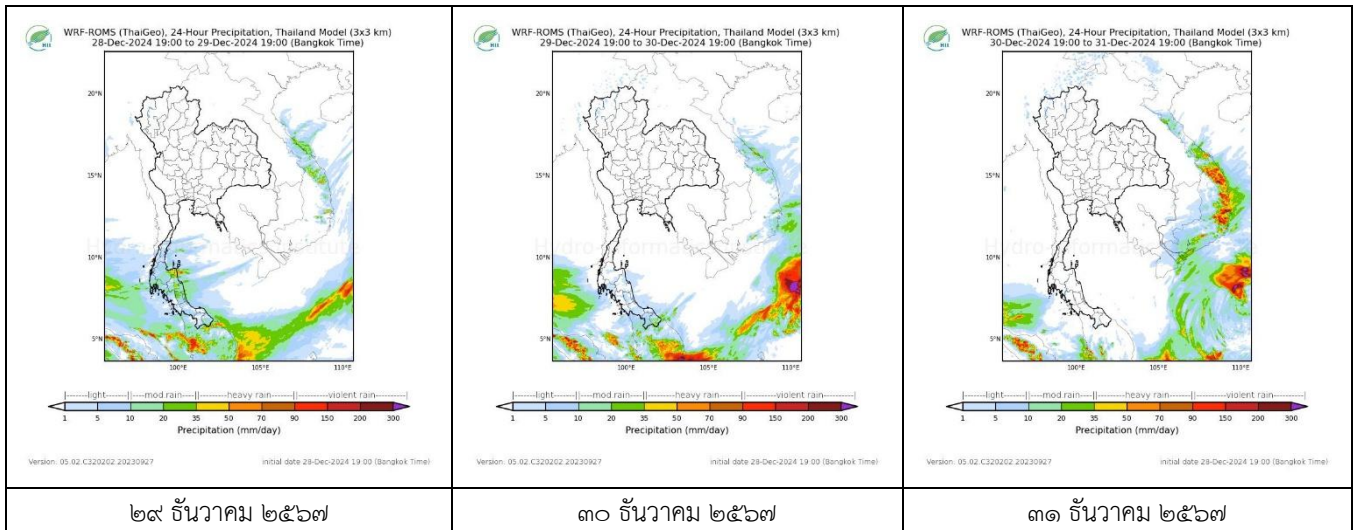 HII
WRF-ROMS (ThaiGeo), 24-Hour Precipitation, Thailand Model (3x3 km)
28-Dec-2024 19:00 to 29-Dec-2024 19:00 (Bangkok Time)
20°N
15°N
10°N
5°N
100°E 105°E 110°E
Hydro Informatics Institute
|-------light------||----mod rain----||------heavy rain------||------violent rain------|
1 5 10 20 35 50 70 90 150 200 300
Precipitation (mm/day)
Version: 05.02.C320202.20230927 initial date 28-Dec-2024 19:00 (Bangkok Time)
๒๙ ธันวาคม ๒๕๖๗
HII
WRF-ROMS (ThaiGeo), 24-Hour Precipitation, Thailand Model (3x3 km)
29-Dec-2024 19:00 to 30-Dec-2024 19:00 (Bangkok Time)
20°N
15°N
10°N
5°N
100°E 105°E 110°E
|-------light------||----mod rain----||------heavy rain------||------violent rain------|
1 5 10 20 35 50 70 90 150 200 300
Precipitation (mm/day)
Version: 05.02.C320202.20230927 initial date 28-Dec-2024 19:00 (Bangkok Time)
๓๐ ธันวาคม ๒๕๖๗
HII
WRF-ROMS (ThaiGeo), 24-Hour Precipitation, Thailand Model (3x3 km)
30-Dec-2024 19:00 to 31-Dec-2024 19:00 (Bangkok Time)
20°N
15°N
10°N
5°N
100°E 105°E 110°E
|-------light------||----mod rain----||------heavy rain------||------violent rain------|
1 5 10 20 35 50 70 90 150 200 300
Precipitation (mm/day)
Version: 05.02.C320202.20230927 initial date 28-Dec-2024 19:00 (Bangkok Time)
๓๑ ธันวาคม ๒๕๖๗